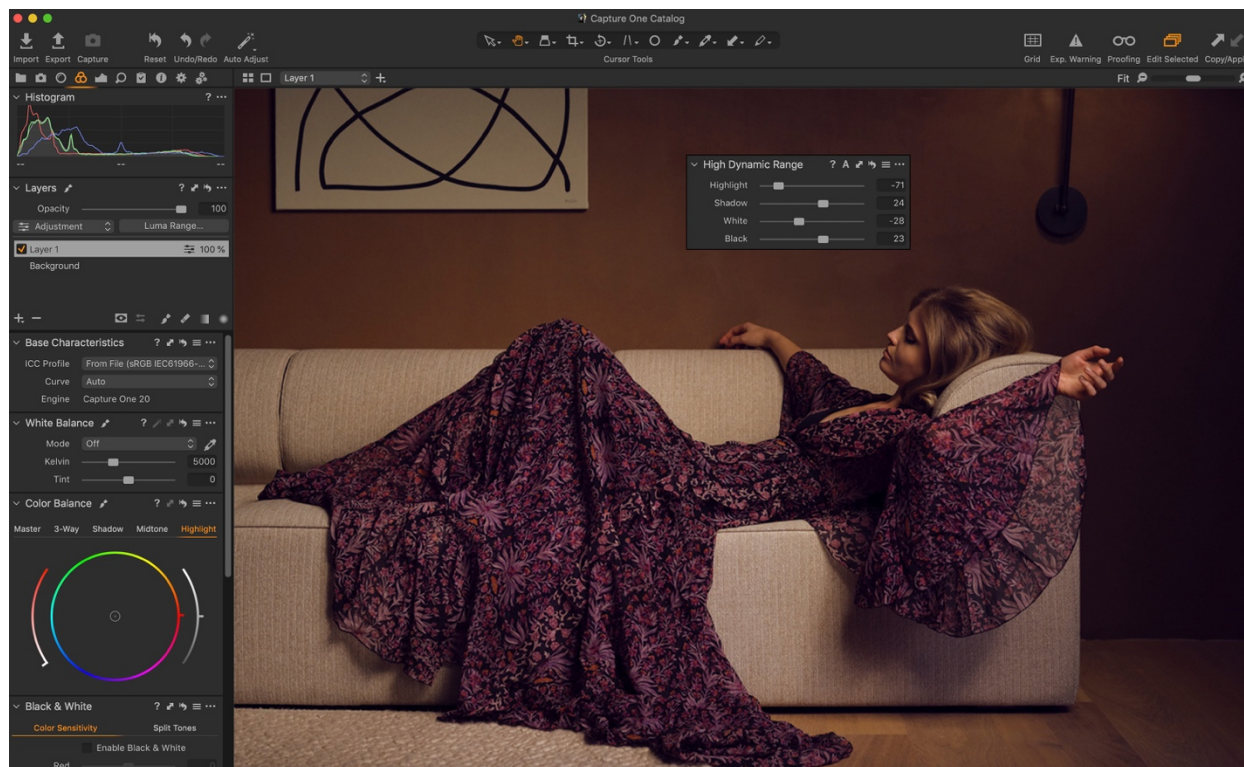 Capture One Catalog
Import Export Capture Reset Undo/Redo Auto Adjust Cursor Tools Grid Exp. Warning Proofing Edit Selected Copy/Appl
Layer 1 Fit
Histogram ? ...
-- -- --
Layers ? ...
Opacity 100
Adjustment Luma Range...
Layer 1 100 %
Background
Base Characteristics ? ...
ICC Profile From File (sRGB IEC61966-...
Curve Auto
Engine Capture One 20
White Balance ? ...
Mode Off
Kelvin 5000
Tint 0
Color Balance ? ...
Master 3-Way Shadow Midtone Highlight
Black & White ? ...
Color Sensitivity Split Tones
Enable Black & White
Red 0
High Dynamic Range ? A ...
Highlight -71
Shadow 24
White -28
Black 23